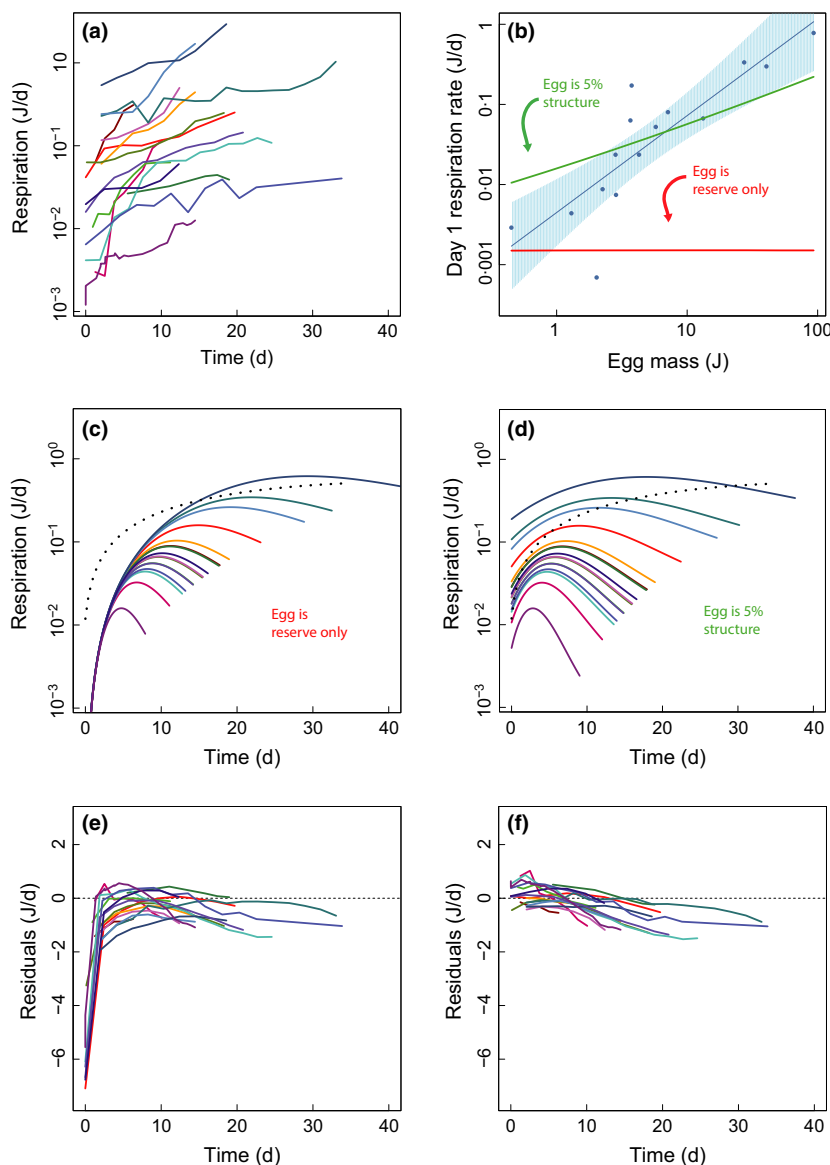 (a)
Respiration (J/d)
10
10⁻¹
10⁻²
10⁻³
0 10 20 30 40
Time (d)
(b)
Day 1 respiration rate (J/d)
1
0·1
0·01
0·001
Egg is 5%
structure
Egg is
reserve only
1 10 100
Egg mass (J)
(c)
Respiration (J/d)
10⁰
10⁻¹
10⁻²
10⁻³
Egg is
reserve only
0 10 20 30 40
Time (d)
(d)
Respiration (J/d)
10⁰
10⁻¹
10⁻²
10⁻³
Egg is 5%
structure
0 10 20 30 40
Time (d)
(e)
Residuals (J/d)
2
0
−2
−4
−6
0 10 20 30 40
Time (d)
(f)
Residuals (J/d)
2
0
−2
−4
−6
0 10 20 30 40
Time (d)